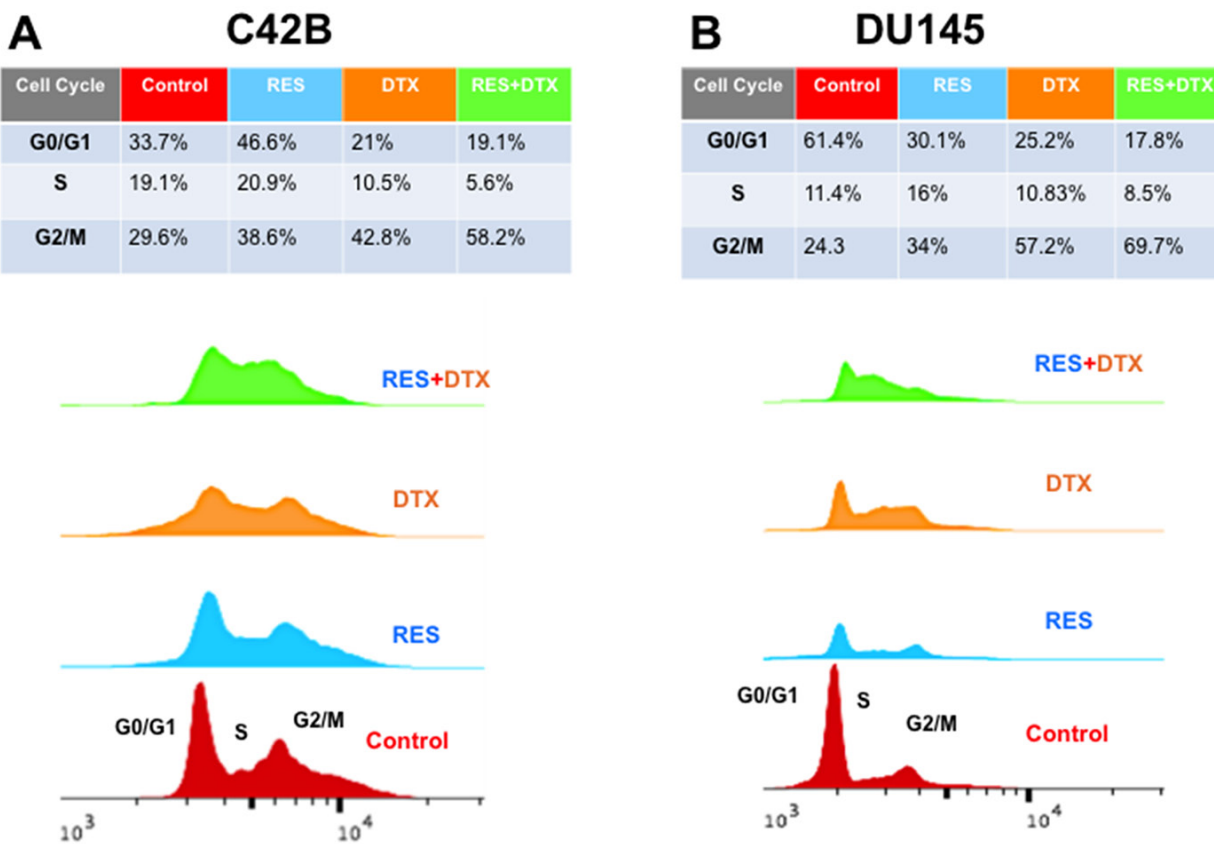 A C42B
Cell Cycle Control RES DTX RES+DTX
G0/G1 33.7% 46.6% 21% 19.1%
S 19.1% 20.9% 10.5% 5.6%
G2/M 29.6% 38.6% 42.8% 58.2%
RES+DTX
DTX
RES
G0/G1 S G2/M Control
10³ 10⁴
B DU145
Cell Cycle Control RES DTX RES+DTX
G0/G1 61.4% 30.1% 25.2% 17.8%
S 11.4% 16% 10.83% 8.5%
G2/M 24.3 34% 57.2% 69.7%
RES+DTX
DTX
RES
G0/G1 S G2/M Control
10³ 10⁴